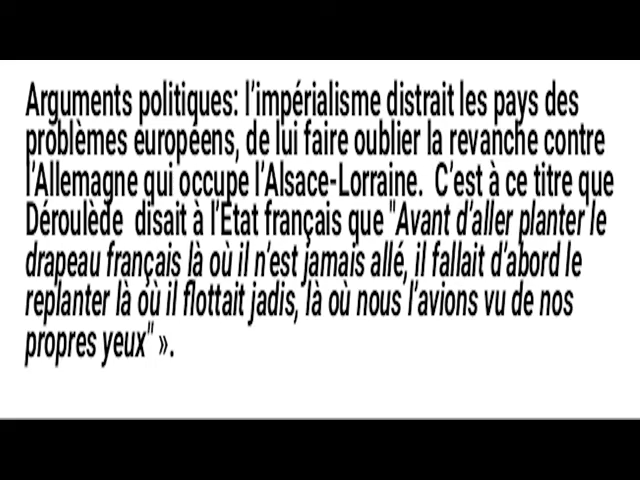 Arguments politiques: l’impérialisme distrait les pays des
problèmes européens, de lui faire oublier la revanche contre
l’Allemagne qui occupe l’Alsace-Lorraine. C’est à ce titre que
Déroulède disait à l’Etat français que "Avant d’aller planter le
drapeau français là où il n’est jamais allé, il fallait d’abord le
replanter là où il flottait jadis, là où nous l’avions vu de nos
propres yeux" ».